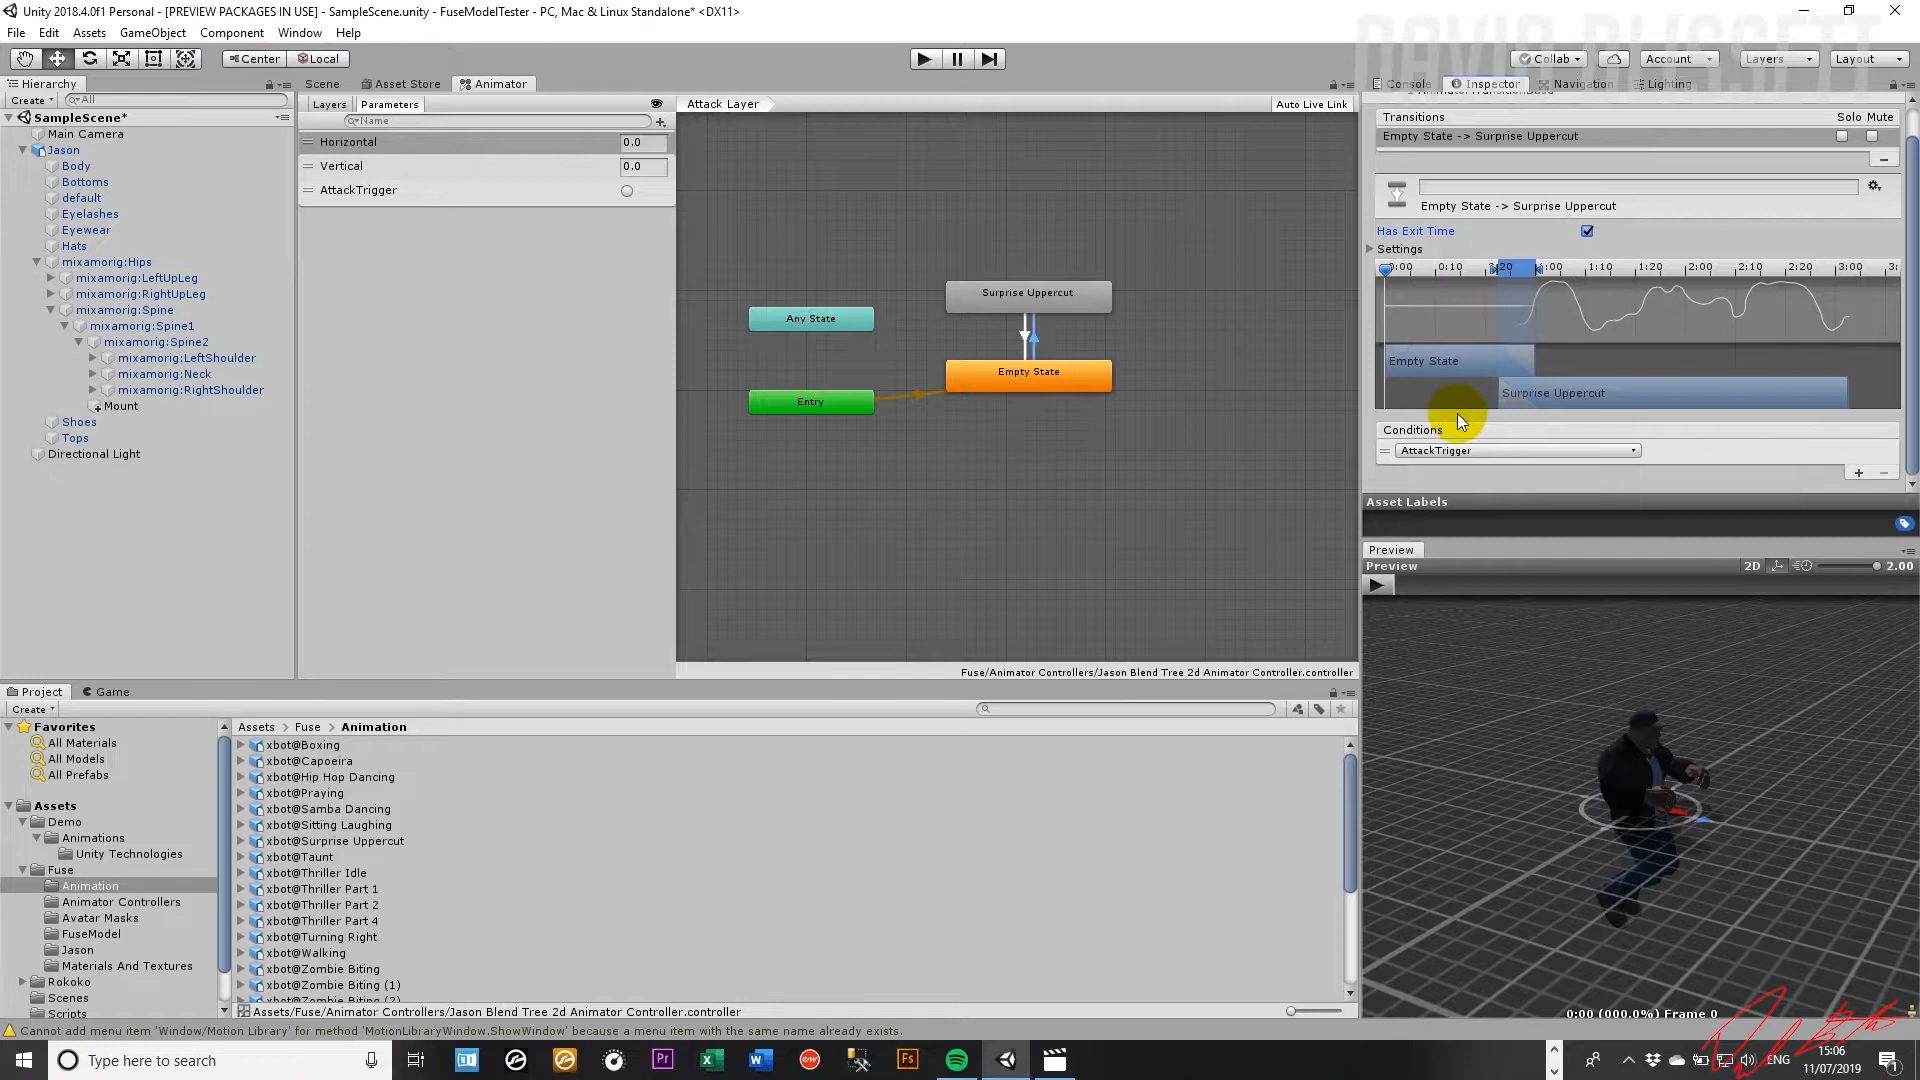 Unity 2018.4.0f1 Personal - [PREVIEW PACKAGES IN USE] - SampleScene.unity - FuseModelTester - PC, Mac & Linux Standalone* <DX11>
DAVID BLISSETT
File Edit Assets GameObject Component Window Help
Center Local
Collab Account Layers Layout
Hierarchy
Create All
SampleScene*
Main Camera
Jason
Body
Bottoms
default
Eyelashes
Eyewear
Hats
mixamorig:Hips
mixamorig:LeftUpLeg
mixamorig:RightUpLeg
mixamorig:Spine
mixamorig:Spine1
mixamorig:Spine2
mixamorig:LeftShoulder
mixamorig:Neck
mixamorig:RightShoulder
Mount
Shoes
Tops
Directional Light
Scene Asset Store Animator
Layers Parameters
Name
Horizontal 0.0
Vertical 0.0
AttackTrigger
Attack Layer Auto Live Link
Surprise Uppercut
Any State
Empty State
Entry
Fuse/Animator Controllers/Jason Blend Tree 2d Animator Controller.controller
Console Inspector Navigation Lighting
Transitions Solo Mute
Empty State -> Surprise Uppercut
Empty State -> Surprise Uppercut
Has Exit Time
Settings
0:00 0:10 :20 :00 1:10 1:20 2:00 2:10 2:20 3:00 3:
Empty State
Surprise Uppercut
Conditions
AttackTrigger
Asset Labels
Preview
Preview 2D 2.00
0:00 (000.0%) Frame 0
Project Game
Create
Favorites
All Materials
All Models
All Prefabs
Assets
Demo
Animations
Unity Technologies
Fuse
Animation
Animator Controllers
Avatar Masks
FuseModel
Jason
Materials And Textures
Rokoko
Scenes
Scripts
Assets Fuse Animation
xbot@Boxing
xbot@Capoeira
xbot@Hip Hop Dancing
xbot@Praying
xbot@Samba Dancing
xbot@Sitting Laughing
xbot@Surprise Uppercut
xbot@Taunt
xbot@Thriller Idle
xbot@Thriller Part 1
xbot@Thriller Part 2
xbot@Thriller Part 4
xbot@Turning Right
xbot@Walking
xbot@Zombie Biting
xbot@Zombie Biting (1)
xbot@Zombie Biting (2)
Assets/Fuse/Animator Controllers/Jason Blend Tree 2d Animator Controller.controller
Cannot add menu item 'Window/Motion Library' for method 'MotionLibraryWindow.ShowWindow' because a menu item with the same name already exists.
Type here to search
Pr
Fs
ENG
15:06
11/07/2019